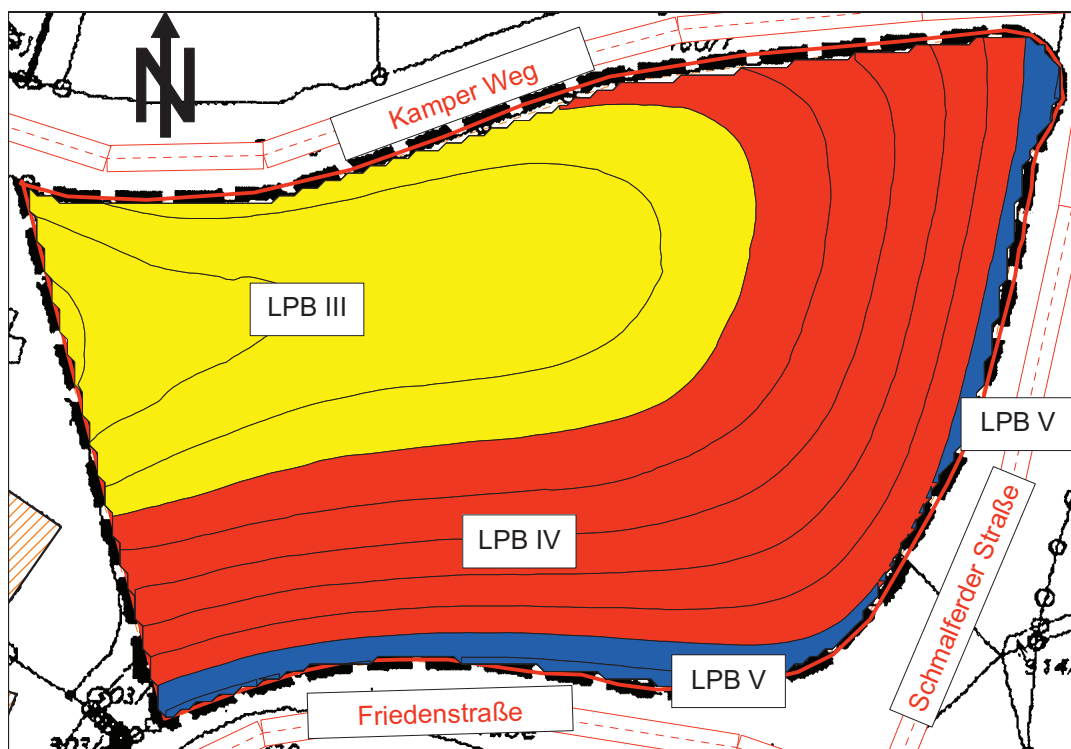 N
Kamper Weg
LPB III
LPB V
LPB IV
Schmalferder Straße
LPB V
Friedenstraße